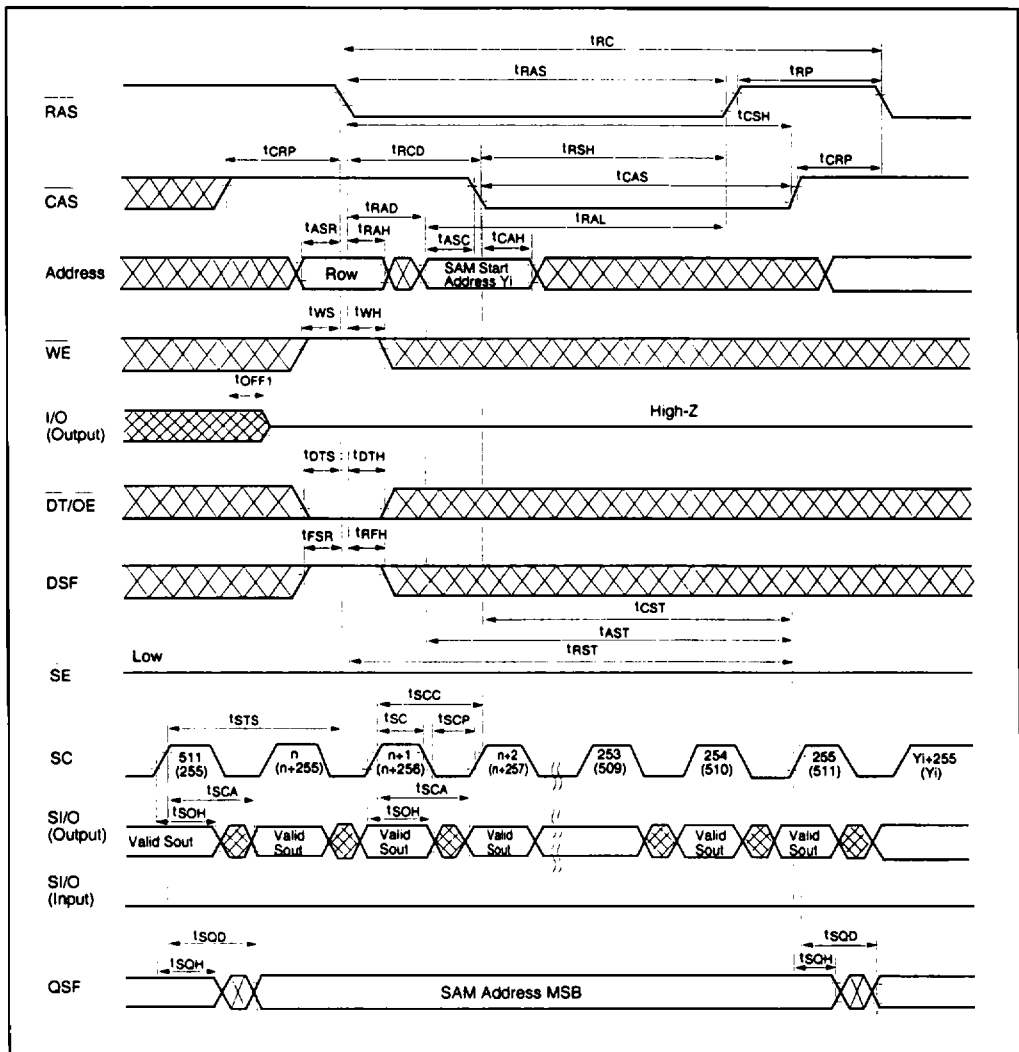 tRC
tRAS
tRP
RAS
tCSH
tCRP
tRCD
tRSH
tCRP
CAS
tCAS
tRAD
tRAL
tASR
tRAH
tASC
tCAH
Address
Row
SAM Start
Address Yi
tWS
tWH
WE
tOFF1
I/O
(Output)
High-Z
tDTS
tDTH
DT/OE
tFSR
tRFH
DSF
tCST
tAST
tRST
Low
SE
tSCC
tSTS
tSC
tSCP
SC
511
(255)
n
(n+255)
n+1
(n+256)
n+2
(n+257)
253
(509)
254
(510)
255
(511)
Yi+255
(Yi)
tSCA
tSCA
tSOH
tSOH
SI/O
(Output)
Valid Sout
Valid
Sout
Valid
Sout
Valid
Sout
Valid
Sout
Valid
Sout
SI/O
(Input)
tSQD
tSQD
tSQH
tSQH
QSF
SAM Address MSB